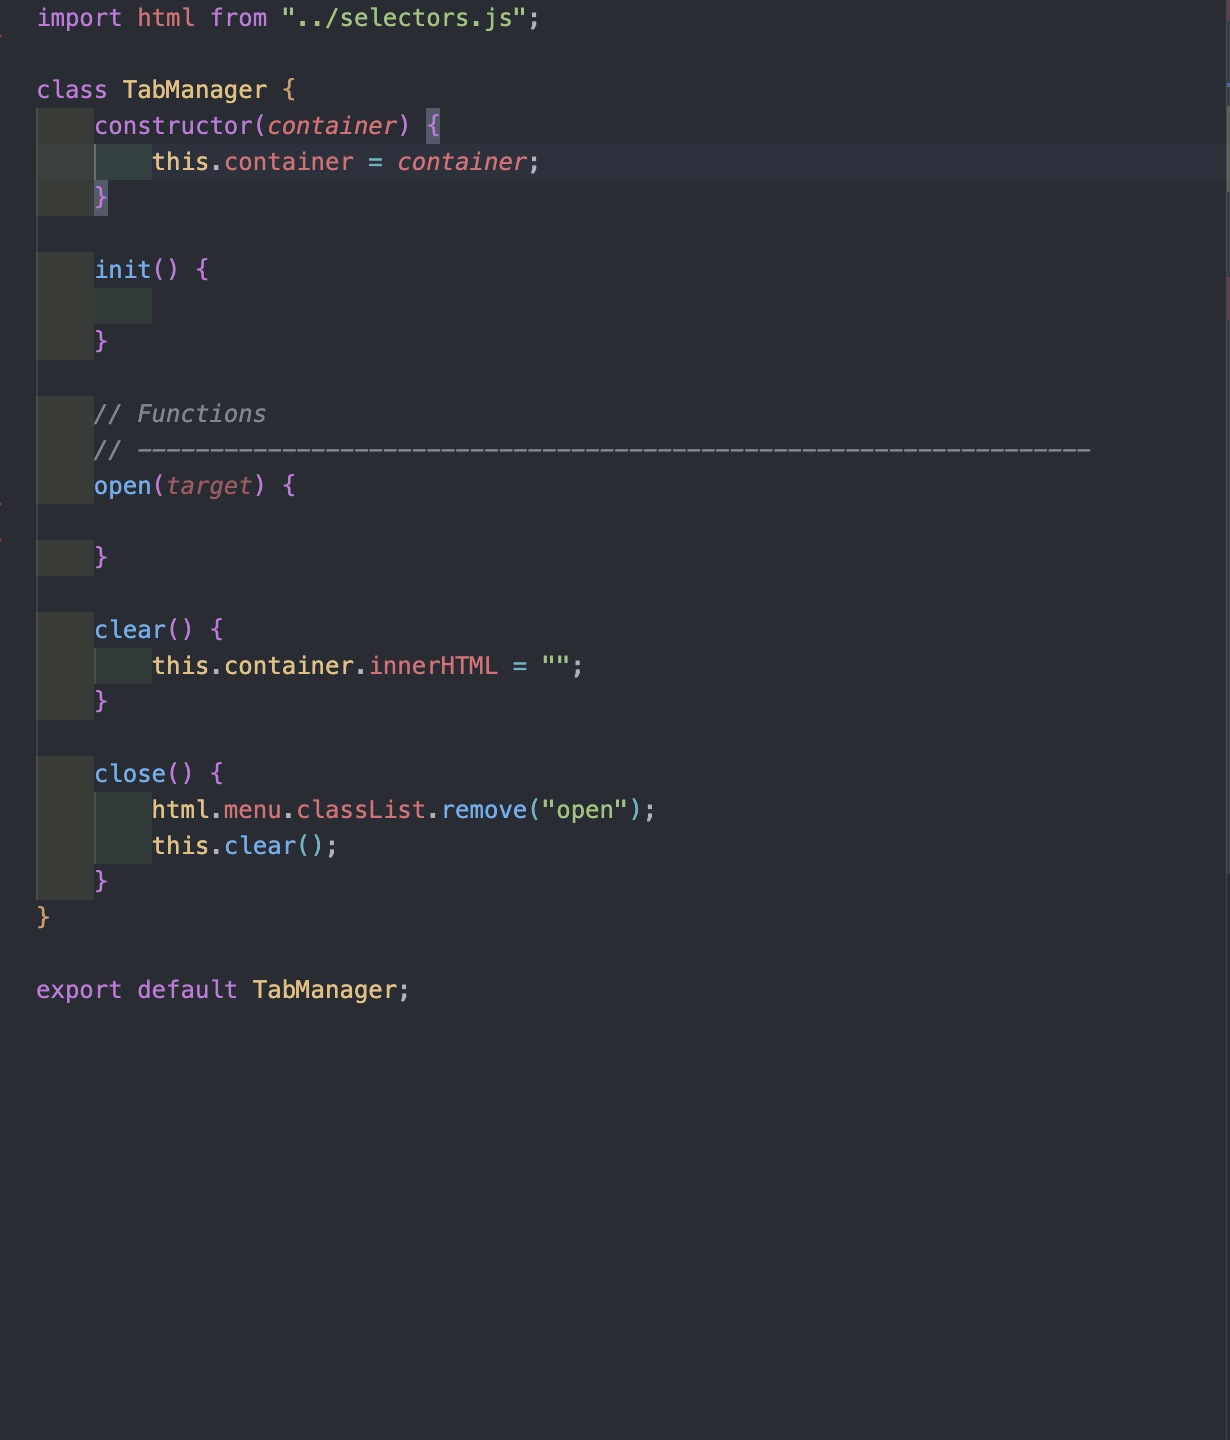 import html from "../selectors.js";
class TabManager {
constructor(container) {
this.container = container;
}
init() {
}
// Functions
// ——————————————————————————————————————————————————————————————————
open(target) {
}
clear() {
this.container.innerHTML = "";
}
close() {
html.menu.classList.remove("open");
this.clear();
}
}
export default TabManager;